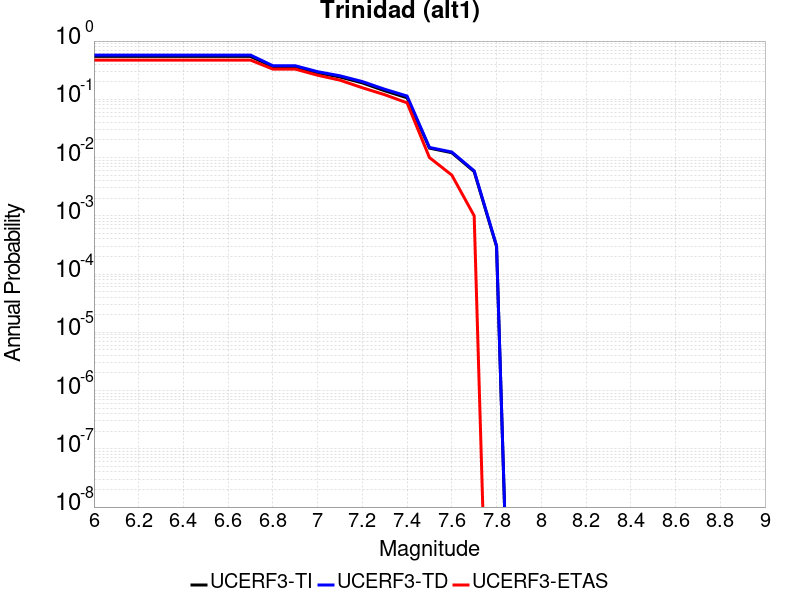 Trinidad (alt1)
10^0
10^-1
10^-2
10^-3
10^-4
10^-5
10^-6
10^-7
10^-8
Annual Probability
6 6.2 6.4 6.6 6.8 7 7.2 7.4 7.6 7.8 8 8.2 8.4 8.6 8.8 9
Magnitude
UCERF3-TI UCERF3-TD UCERF3-ETAS